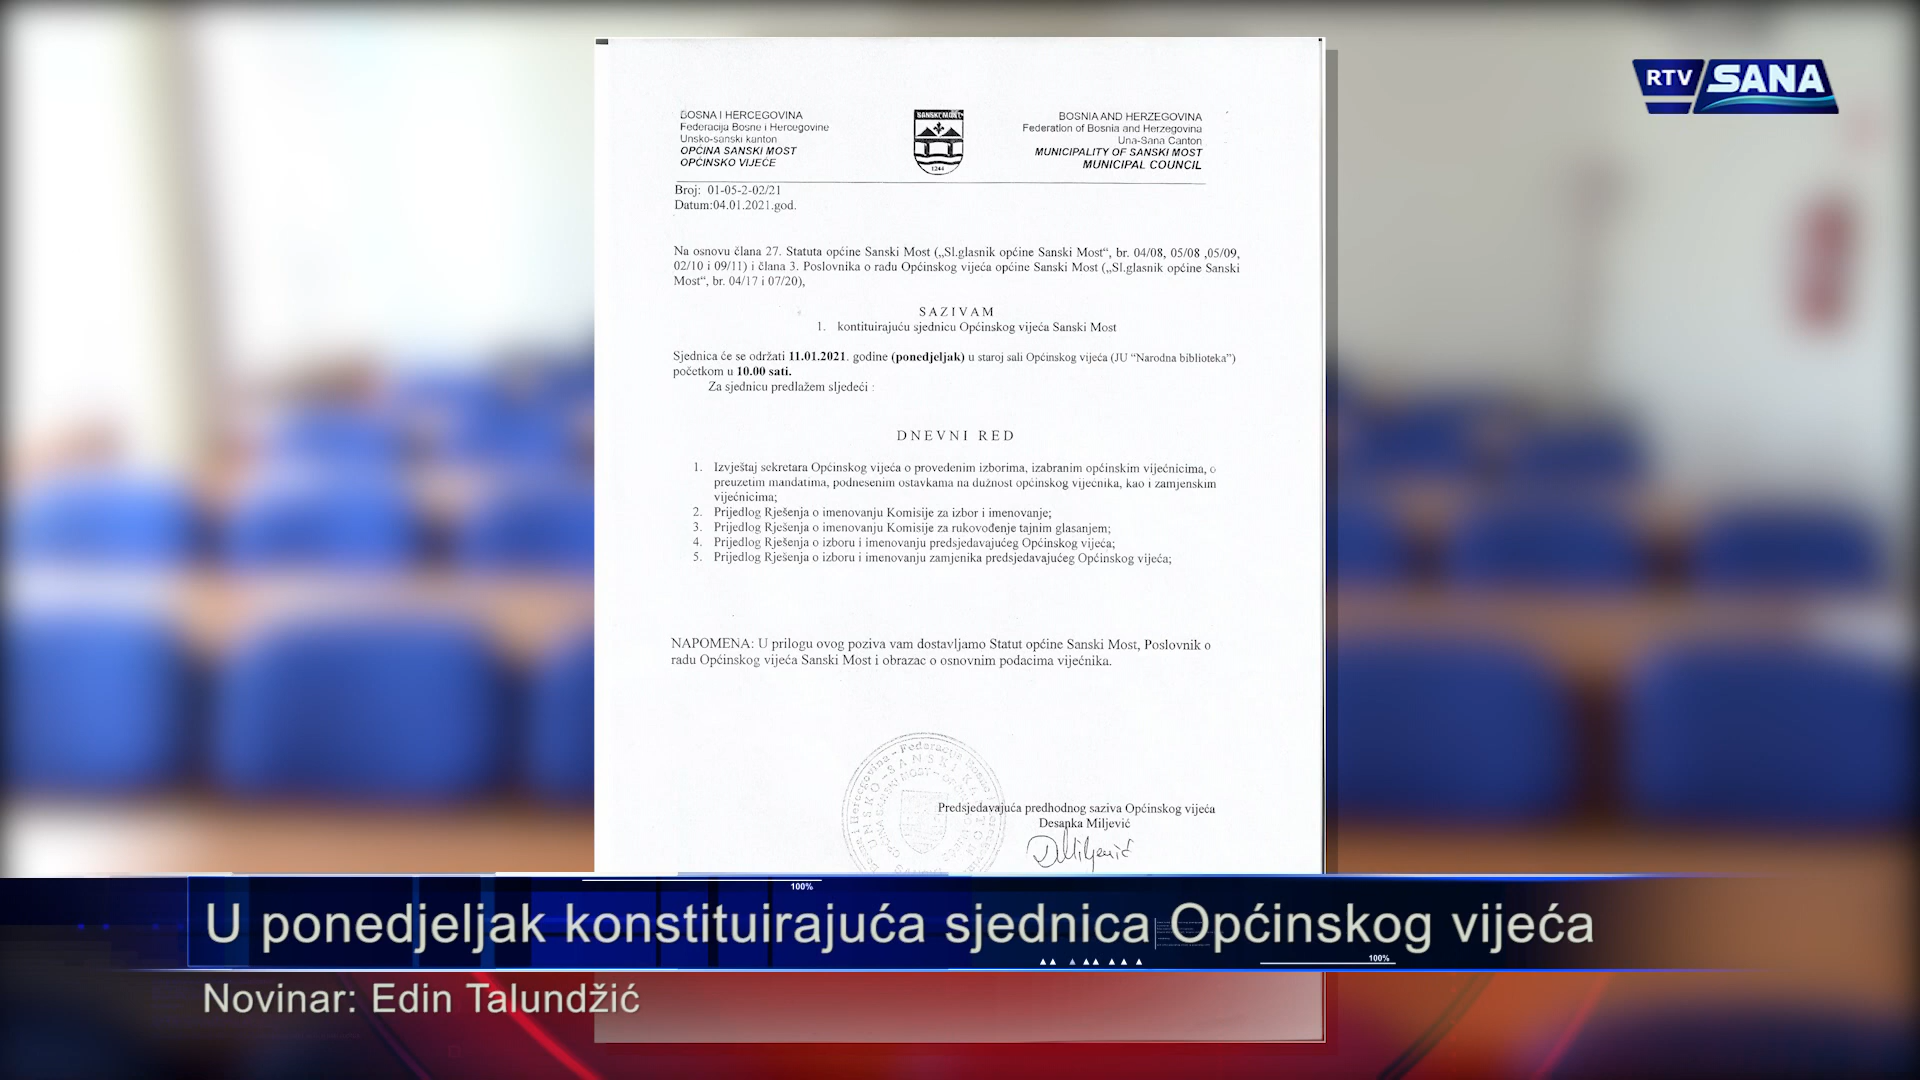 RTV SANA
BOSNA I HERCEGOVINA
Federacija Bosne i Hercegovine
Unsko-sanski kanton
OPĆINA SANSKI MOST
OPĆINSKO VIJEĆE
SANSKI MOST
1244
BOSNIA AND HERZEGOVINA
Federation of Bosnia and Herzegovina
Una-Sana Canton
MUNICIPALITY OF SANSKI MOST
MUNICIPAL COUNCIL
Broj: 01-05-2-02/21
Datum:04.01.2021.god.
Na osnovu člana 27. Statuta općine Sanski Most („Sl.glasnik općine Sanski Most“, br. 04/08, 05/08 ,05/09,
02/10 i 09/11) i člana 3. Poslovnika o radu Općinskog vijeća općine Sanski Most („Sl.glasnik općine Sanski
Most“, br. 04/17 i 07/20),
S A Z I V A M
1. kontituirajuću sjednicu Općinskog vijeća Sanski Most
Sjednica će se održati 11.01.2021. godine (ponedjeljak) u staroj sali Općinskog vijeća (JU “Narodna biblioteka”)
početkom u 10.00 sati.
Za sjednicu predlažem sljedeći :
D N E V N I R E D
1. Izvještaj sekretara Općinskog vijeća o provedenim izborima, izabranim općinskim vijećnicima, o
preuzetim mandatima, podnesenim ostavkama na dužnost općinskog vijećnika, kao i zamjenskim
vijećnicima;
2. Prijedlog Rješenja o imenovanju Komisije za izbor i imenovanje;
3. Prijedlog Rješenja o imenovanju Komisije za rukovođenje tajnim glasanjem;
4. Prijedlog Rješenja o izboru i imenovanju predsjedavajućeg Općinskog vijeća;
5. Prijedlog Rješenja o izboru i imenovanju zamjenika predsjedavajućeg Općinskog vijeća;
NAPOMENA: U prilogu ovog poziva vam dostavljamo Statut općine Sanski Most, Poslovnik o
radu Općinskog vijeća Sanski Most i obrazac o osnovnim podacima vijećnika.
Predsjedavajuća predhodnog saziva Općinskog vijeća
Desanka Miljević
DMiljević
100%
U ponedjeljak konstituirajuća sjednica Općinskog vijeća
100%
Novinar: Edin Talundžić